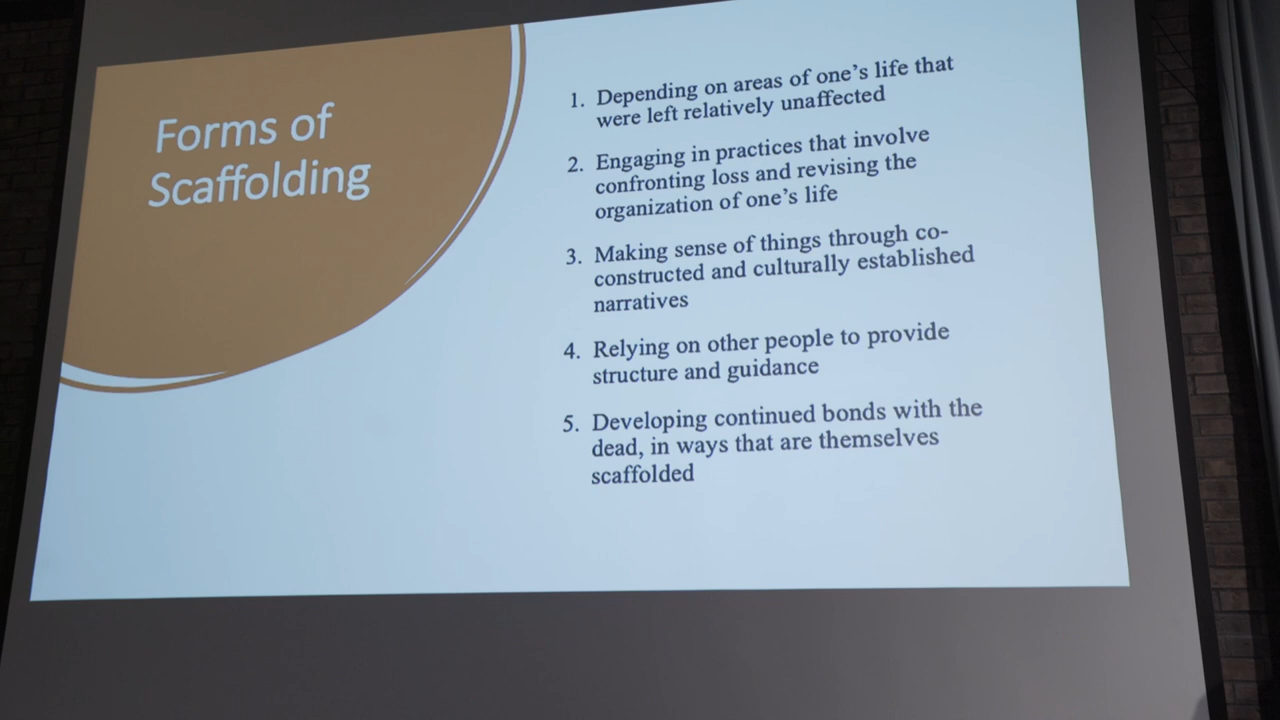 Forms of
Scaffolding
1. Depending on areas of one's life that
were left relatively unaffected
2. Engaging in practices that involve
confronting loss and revising the
organization of one's life
3. Making sense of things through co-
constructed and culturally established
narratives
4. Relying on other people to provide
structure and guidance
5. Developing continued bonds with the
dead, in ways that are themselves
scaffolded